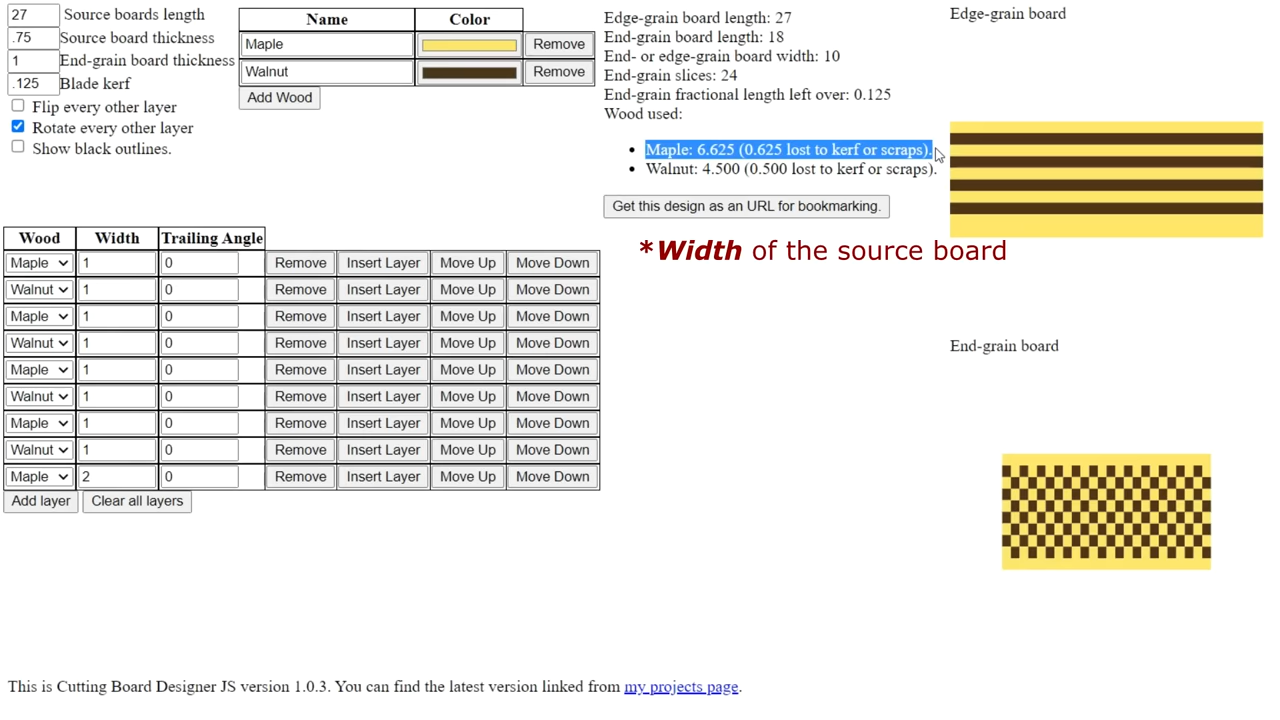 27 Source boards length
.75 Source board thickness
1 End-grain board thickness
.125 Blade kerf
Flip every other layer
Rotate every other layer
Show black outlines.
Name Color
Maple Remove
Walnut Remove
Add Wood
Edge-grain board length: 27
End-grain board length: 18
End- or edge-grain board width: 10
End-grain slices: 24
End-grain fractional length left over: 0.125
Wood used:
• Maple: 6.625 (0.625 lost to kerf or scraps).
• Walnut: 4.500 (0.500 lost to kerf or scraps).
Get this design as an URL for bookmarking.
*Width of the source board
Edge-grain board
End-grain board
Wood Width Trailing Angle
Maple 1 0 Remove Insert Layer Move Up Move Down
Walnut 1 0 Remove Insert Layer Move Up Move Down
Maple 1 0 Remove Insert Layer Move Up Move Down
Walnut 1 0 Remove Insert Layer Move Up Move Down
Maple 1 0 Remove Insert Layer Move Up Move Down
Walnut 1 0 Remove Insert Layer Move Up Move Down
Maple 1 0 Remove Insert Layer Move Up Move Down
Walnut 1 0 Remove Insert Layer Move Up Move Down
Maple 2 0 Remove Insert Layer Move Up Move Down
Add layer Clear all layers
This is Cutting Board Designer JS version 1.0.3. You can find the latest version linked from my projects page.